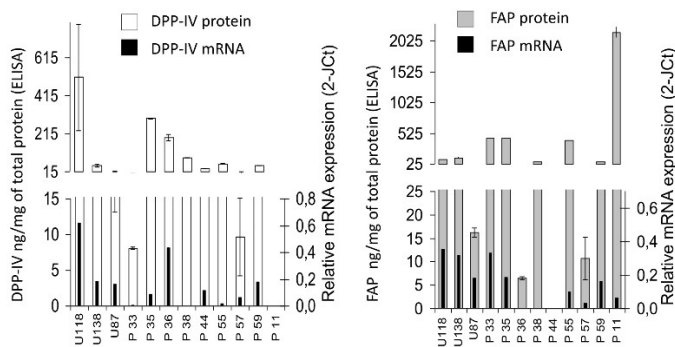 DPP-IV protein
DPP-IV mRNA
DPP-IV ng/mg of total protein (ELISA)
615
415
215
15
15
10
5
0
Relative mRNA expression (2-JCt)
0,8
0,6
0,4
0,2
0,0
U118
U138
U87
P 33
P 35
P 36
P 38
P 44
P 55
P 57
P 59
P 11
FAP protein
FAP mRNA
FAP ng/mg of total protein (ELISA)
2025
1525
1025
525
25
25
20
15
10
5
0
Relative mRNA expression (2-JCt)
0,6
0,4
0,2
0,0
U118
U138
U87
P 33
P 35
P 36
P 38
P 44
P 55
P 57
P 59
P 11